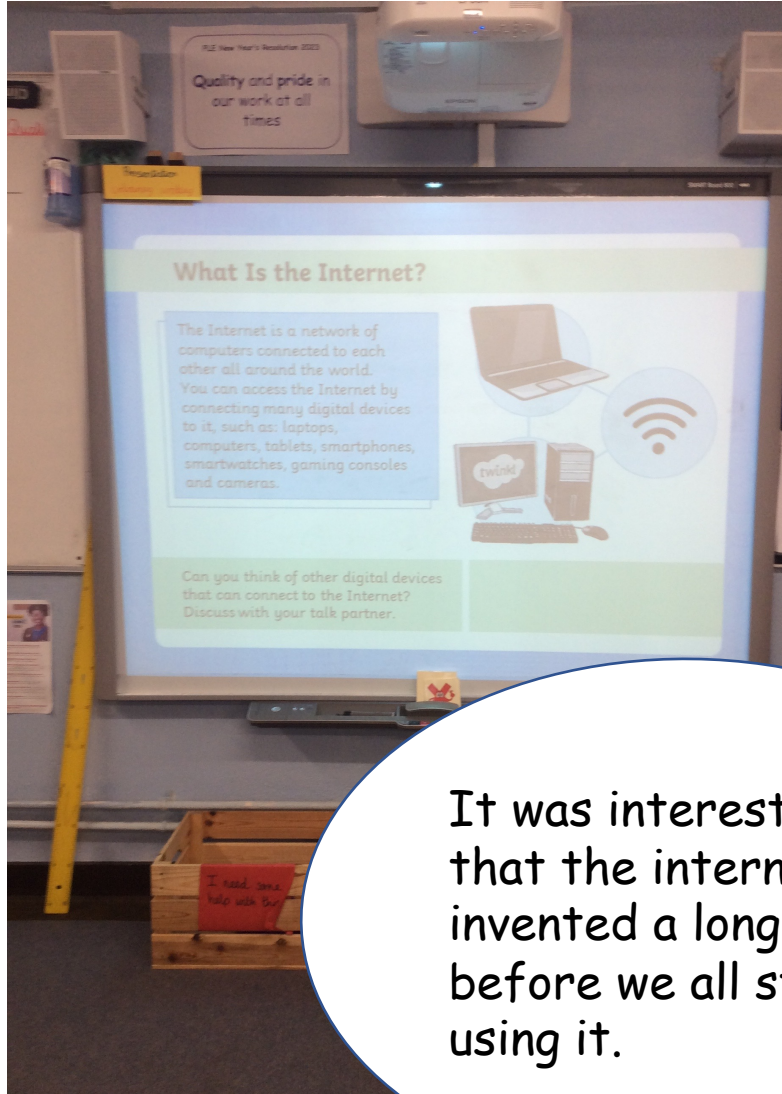 PLE New Year's Resolution 2023
Quality and pride in
our work at all
times
Presentation
What Is the Internet?
The Internet is a network of
computers connected to each
other all around the world.
You can access the Internet by
connecting many digital devices
to it, such as: laptops,
computers, tablets, smartphones,
smartwatches, gaming consoles
and cameras.
twinkl
Can you think of other digital devices
that can connect to the Internet?
Discuss with your talk partner.
I need some
help with this
It was interest
that the intern
invented a long
before we all st
using it.